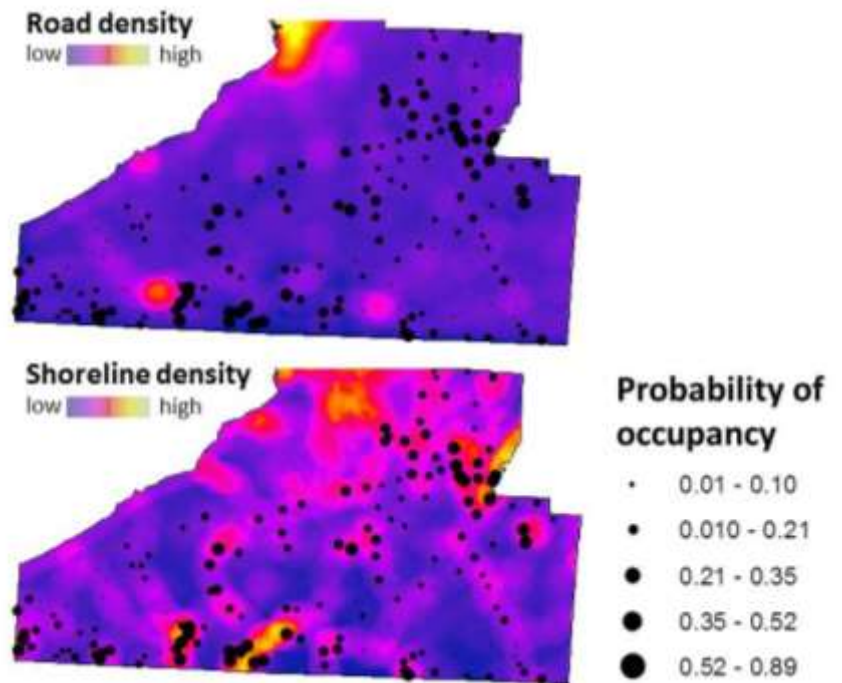 Road density
low high
Shoreline density
low high
Probability of
occupancy
0.01 - 0.10
0.010 - 0.21
0.21 - 0.35
0.35 - 0.52
0.52 - 0.89